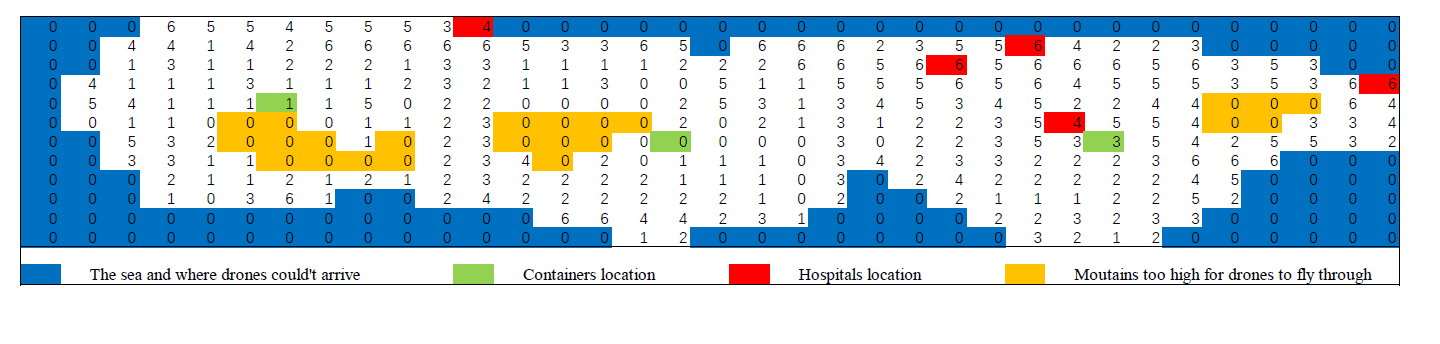 0 0 0 6 5 5 4 5 5 5 3 4 0 0 0 0 0 0 0 0 0 0 0 0 0 0 0 0 0 0 0 0 0 0 0
0 0 4 4 1 4 2 6 6 6 6 6 5 3 3 6 5 0 6 6 6 2 3 5 5 6 4 2 2 3 0 0 0 0 0
0 0 1 3 1 1 2 2 2 1 3 3 1 1 1 1 2 2 2 6 6 5 6 6 5 6 6 6 5 6 3 5 3 0 0
0 4 1 1 1 3 1 1 1 2 3 2 1 1 3 0 0 5 1 1 5 5 5 6 5 6 4 5 5 5 3 5 3 6 6
0 5 4 1 1 1 1 1 5 0 2 2 0 0 0 0 2 5 3 1 3 4 5 3 4 5 2 2 4 4 0 0 0 6 4
0 0 1 1 0 0 0 0 1 1 2 3 0 0 0 0 2 0 2 1 3 1 2 2 3 5 4 5 5 4 0 0 3 3 4
0 0 5 3 2 0 0 0 1 0 2 3 0 0 0 0 0 0 0 0 3 0 2 2 3 5 3 3 5 4 2 5 5 3 2
0 0 3 3 1 1 0 0 0 0 2 3 4 0 2 0 1 1 1 0 3 4 2 3 3 2 2 2 3 6 6 6 0 0 0
0 0 0 2 1 1 2 1 2 1 2 3 2 2 2 2 1 1 1 0 3 0 2 4 2 2 2 2 2 4 5 0 0 0 0
0 0 0 1 0 3 6 1 0 0 2 4 2 2 2 2 2 2 1 0 2 0 0 2 1 1 1 2 2 5 2 0 0 0 0
0 0 0 0 0 0 0 0 0 0 0 0 0 6 6 4 4 2 3 1 0 0 0 0 2 2 3 2 3 3 0 0 0 0 0
0 0 0 0 0 0 0 0 0 0 0 0 0 0 0 1 2 0 0 0 0 0 0 0 0 3 2 1 2 0 0 0 0 0 0
The sea and where drones could't arrive Containers location Hospitals location Moutains too high for drones to fly through